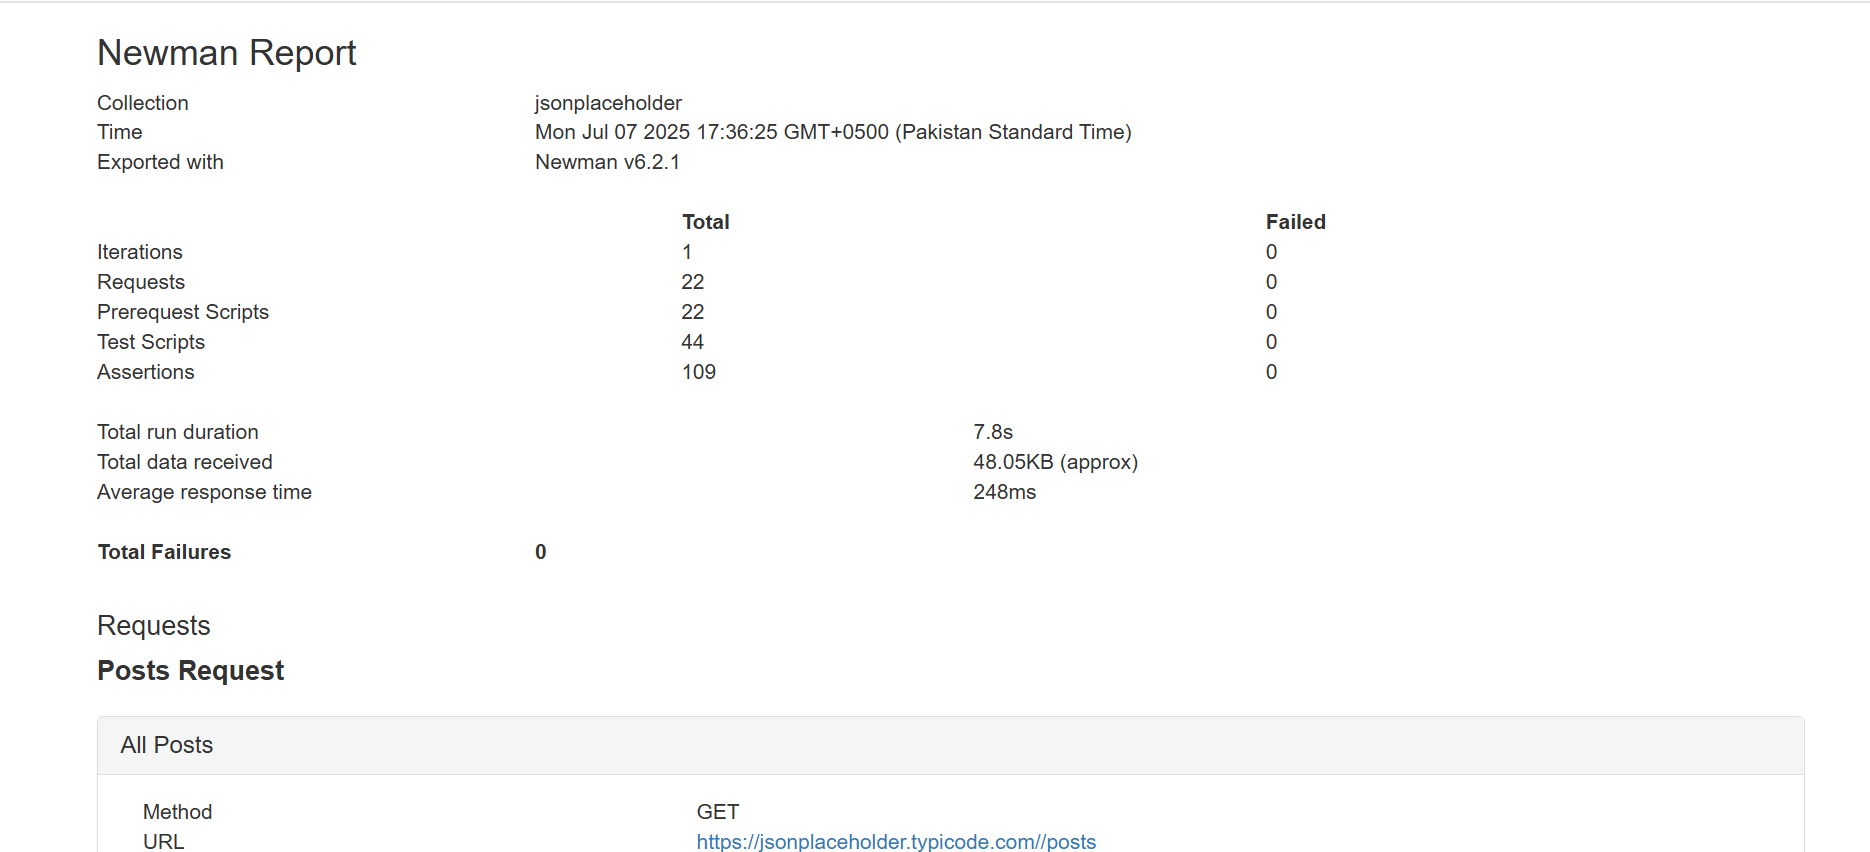 Newman Report
Collection jsonplaceholder
Time Mon Jul 07 2025 17:36:25 GMT+0500 (Pakistan Standard Time)
Exported with Newman v6.2.1
Total Failed
Iterations 1 0
Requests 22 0
Prerequest Scripts 22 0
Test Scripts 44 0
Assertions 109 0
Total run duration 7.8s
Total data received 48.05KB (approx)
Average response time 248ms
Total Failures 0
Requests
Posts Request
All Posts
Method GET
URL https://jsonplaceholder.typicode.com//posts